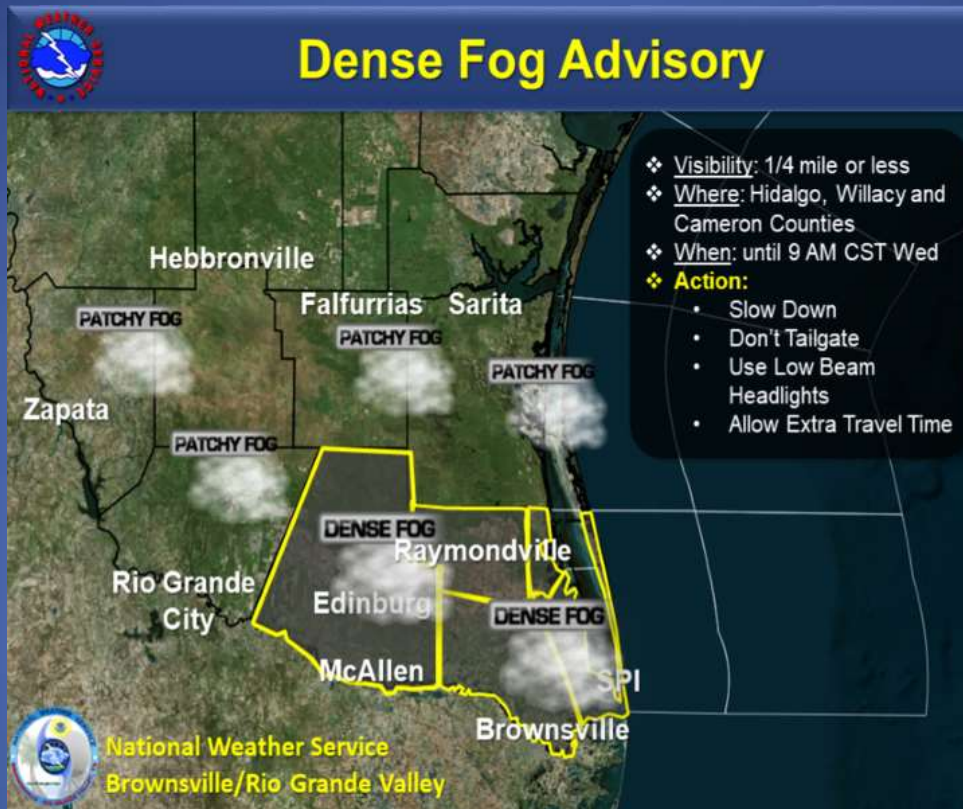 NATIONAL WEATHER SERVICE
Dense Fog Advisory
❖ Visibility: 1/4 mile or less
❖ Where: Hidalgo, Willacy and
Cameron Counties
❖ When: until 9 AM CST Wed
❖ Action:
• Slow Down
• Don't Tailgate
• Use Low Beam
Headlights
• Allow Extra Travel Time
Hebbronville
Falfurrias
Sarita
PATCHY FOG
PATCHY FOG
PATCHY FOG
Zapata
PATCHY FOG
DENSE FOG
Raymondville
Rio Grande
City
Edinburg
DENSE FOG
McAllen
SPI
Brownsville
National Weather Service
Brownsville/Rio Grande Valley